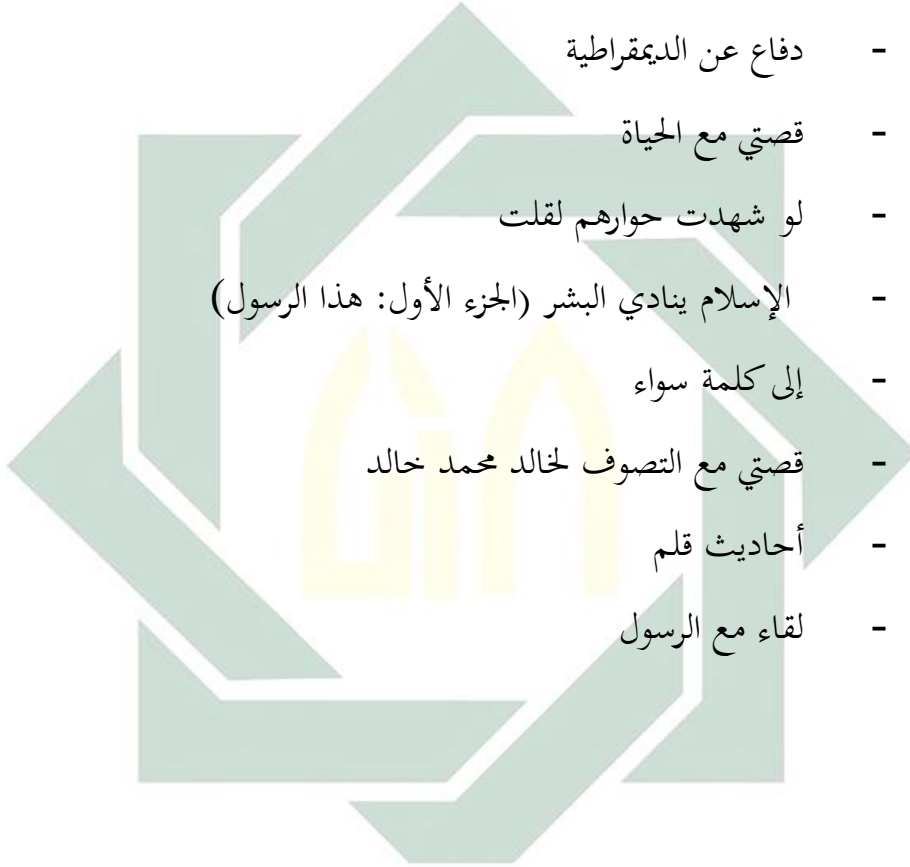 - دفاع عن الديمقراطية
- قصتي مع الحياة
- لو شهدت حوارهم لقلت
- الإسلام ينادي البشر (الجزء الأول: هذا الرسول)
- إلى كلمة سواء
- قصتي مع التصوف لخالد محمد خالد
- أحاديث قلم
- لقاء مع الرسول